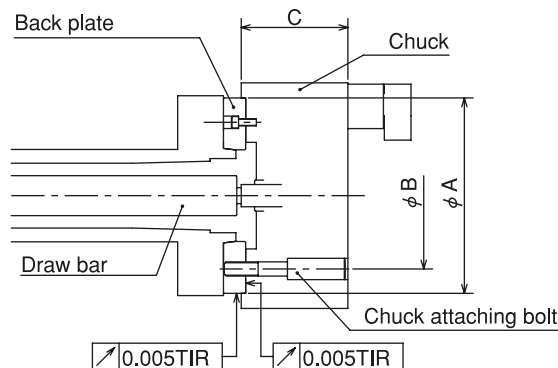 C
Back plate
Chuck
φB
φA
Draw bar
Chuck attaching bolt
↗ 0.005TIR
↗ 0.005TIR